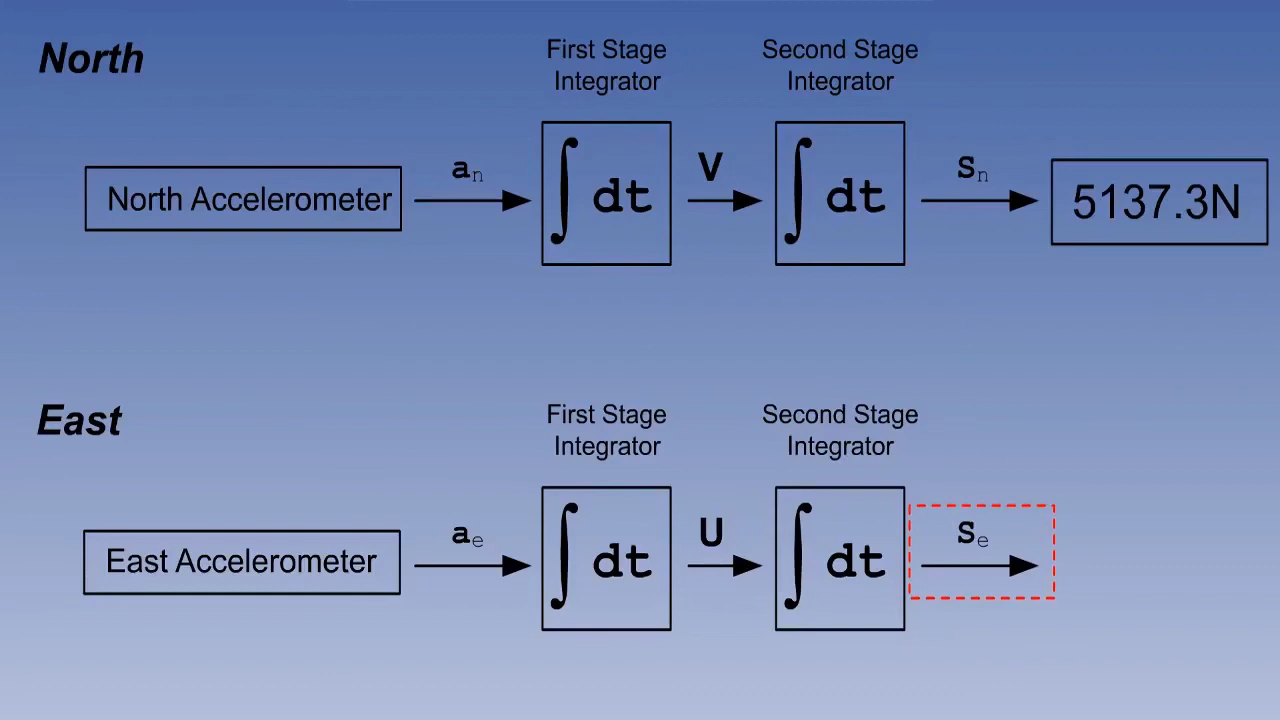 North
First Stage
Integrator
Second Stage
Integrator
North Accelerometer
an
∫ dt
V
∫ dt
Sn
5137.3N
East
First Stage
Integrator
Second Stage
Integrator
East Accelerometer
ae
∫ dt
U
∫ dt
Se